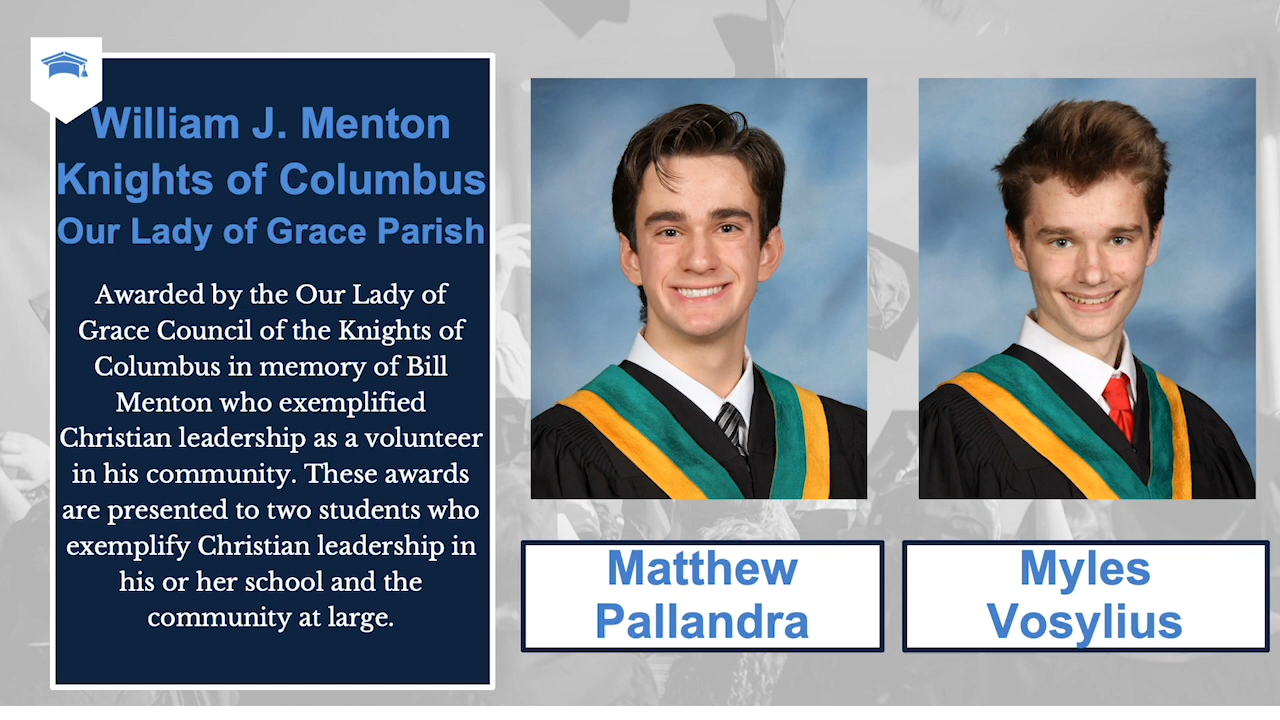 William J. Menton
Knights of Columbus
Our Lady of Grace Parish
Awarded by the Our Lady of
Grace Council of the Knights of
Columbus in memory of Bill
Menton who exemplified
Christian leadership as a volunteer
in his community. These awards
are presented to two students who
exemplify Christian leadership in
his or her school and the
community at large.
Matthew
Pallandra
Myles
Vosylius